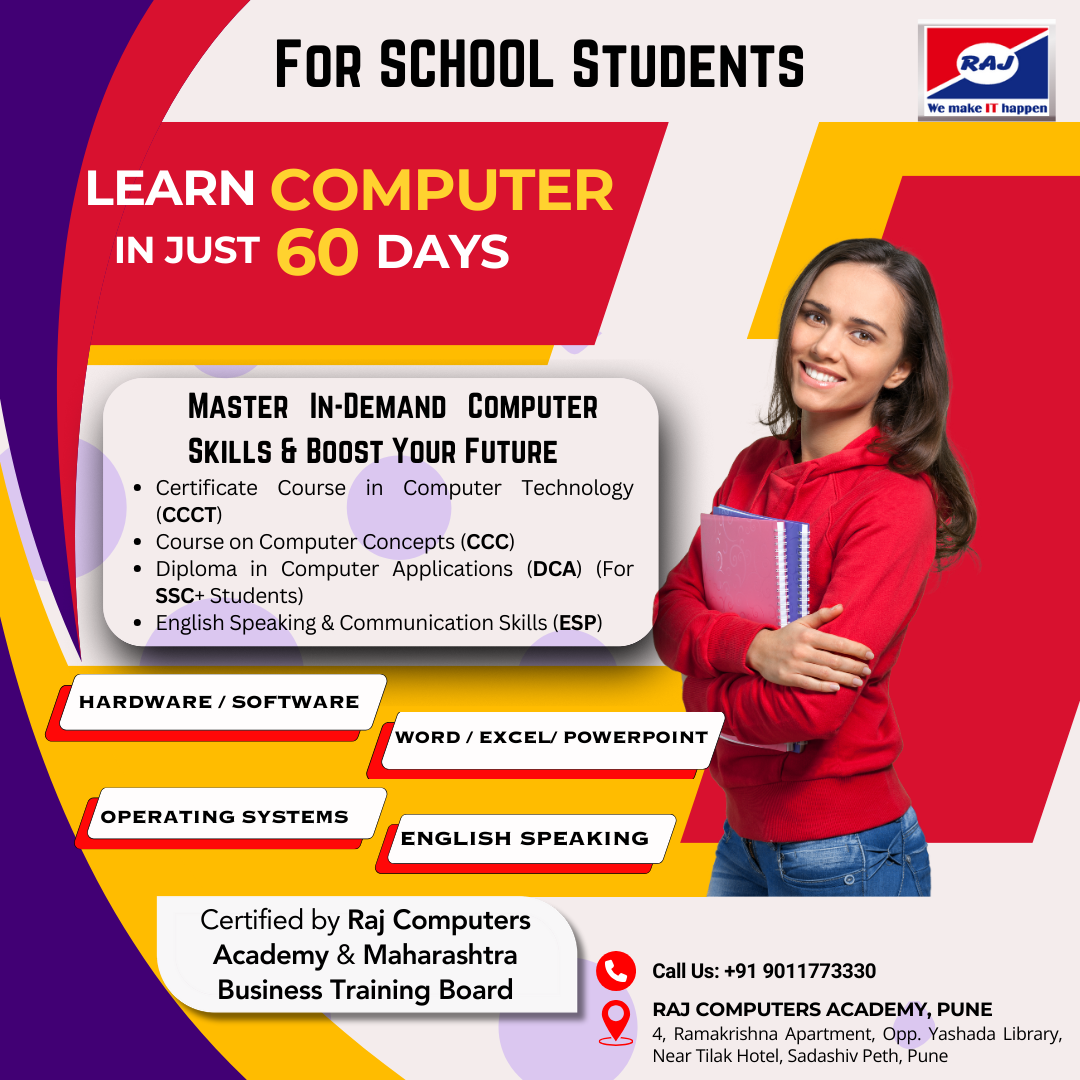 For SCHOOL Students
RAJ
We make IT happen
LEARN COMPUTER
IN JUST 60 DAYS
Master In-Demand Computer
Skills & Boost Your Future
• Certificate Course in Computer Technology
(CCCT)
• Course on Computer Concepts (CCC)
• Diploma in Computer Applications (DCA) (For
SSC+ Students)
• English Speaking & Communication Skills (ESP)
HARDWARE / SOFTWARE
WORD / EXCEL/ POWERPOINT
OPERATING SYSTEMS
ENGLISH SPEAKING
Certified by Raj Computers
Academy & Maharashtra
Business Training Board
Call Us: +91 9011773330
RAJ COMPUTERS ACADEMY, PUNE
4, Ramakrishna Apartment, Opp. Yashada Library,
Near Tilak Hotel, Sadashiv Peth, Pune